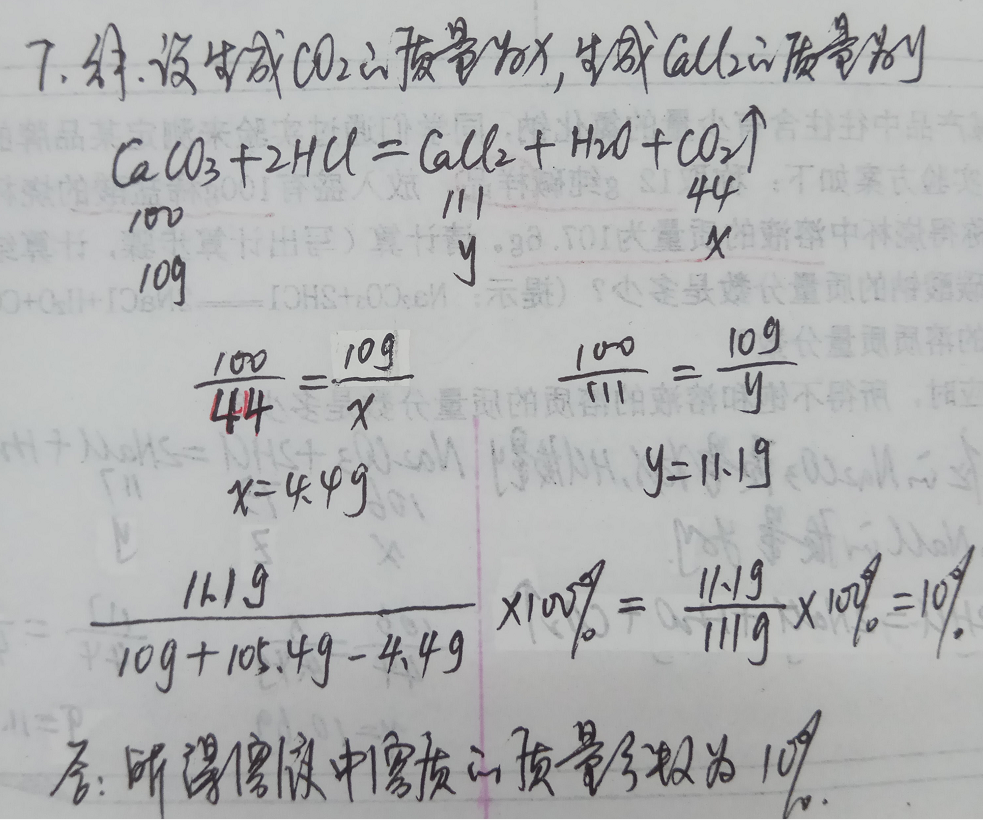 7.解.设生成CO₂的质量为x,生成CaCl₂的质量为y
CaCO₃+2HCl=CaCl₂+H₂O+CO₂↑
100 111 44
10g y x
100/44=10g/x 100/111=10g/y
x=4.4g y=11.1g
11.1g/(10g+105.4g-4.4g)×100%=11.1g/111g×100%=10%
答:所得溶液中溶质的质量分数为10%.